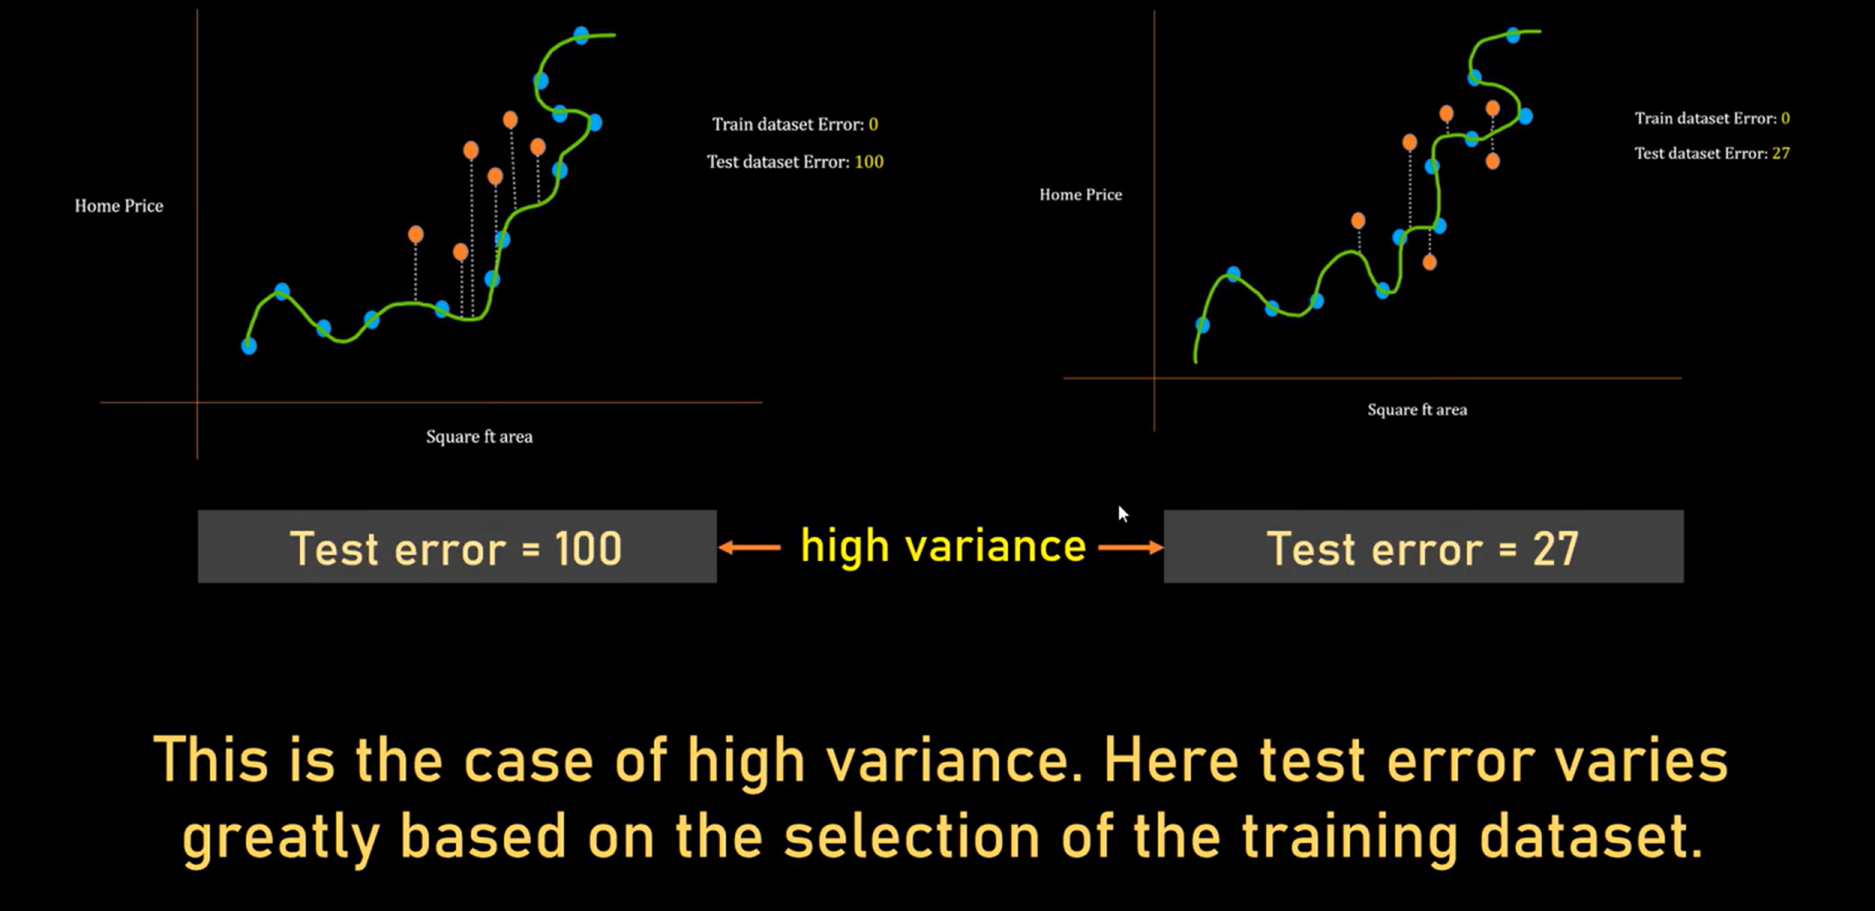 Train dataset Error: 0
Test dataset Error: 100
Home Price
Square ft area
Train dataset Error: 0
Test dataset Error: 27
Home Price
Square ft area
Test error = 100
high variance
Test error = 27
This is the case of high variance. Here test error varies
greatly based on the selection of the training dataset.